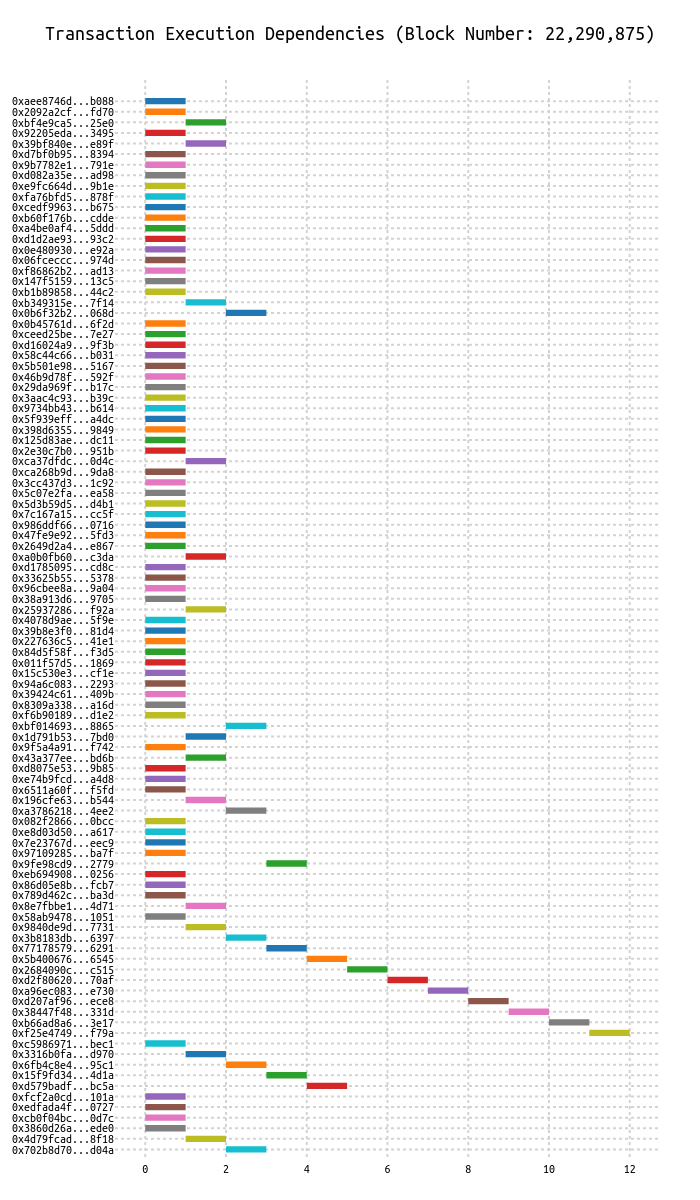 Transaction Execution Dependencies (Block Number: 22,290,875)
0xaee8746d...b088
0x2092a2cf...fd70
0xbf4e9ca5...25e0
0x92205eda...3495
0x39bf840e...e89f
0xd7bf0b95...8394
0x9b7782e1...791e
0xd082a35e...ad98
0xe9fc664d...9b1e
0xfa76bfd5...878f
0xcedf9963...b675
0xb60f176b...cdde
0xa4be0af4...5ddd
0xd1d2ae93...93c2
0x0e480930...e92a
0x06fceccc...974d
0xf86862b2...ad13
0x147f5159...13c5
0xb1b89858...44c2
0xb349315e...7f14
0x0b6f32b2...068d
0x0b45761d...6f2d
0xceed25be...7e27
0xd16024a9...9f3b
0x58c44c66...b031
0x5b501e98...5167
0x46b9d78f...592f
0x29da969f...b17c
0x3aac4c93...b39c
0x9734bb43...b614
0x5f939eff...a4dc
0x398d6355...9849
0x125d83ae...dc11
0x2e30c7b0...951b
0xca37dfdc...0d4c
0xca268b9d...9da8
0x3cc437d3...1c92
0x5c07e2fa...ea58
0x5d3b59d5...d4b1
0x7c167a15...cc5f
0x986ddf66...0716
0x47fe9e92...5fd3
0x2649d2a4...e867
0xa0b0fb60...c3da
0xd1785095...cd8c
0x33625b55...5378
0x96cbee8a...9a04
0x38a913d6...9705
0x25937286...f92a
0x4078d9ae...5f9e
0x39b8e3f0...81d4
0x227636c5...41e1
0x84d5f58f...f3d5
0x011f57d5...1869
0x15c530e3...cf1e
0x94a6c083...2293
0x39424c61...409b
0x8309a338...a16d
0xf6b90189...d1e2
0xbf014693...8865
0x1d791b53...7bd0
0x9f5a4a91...f742
0x43a377ee...bd6b
0xd8075e53...9b85
0xe74b9fcd...a4d8
0x6511a60f...f5fd
0x196cfe63...b544
0xa3786218...4ee2
0x082f2866...0bcc
0xe8d03d50...a617
0x7e23767d...eec9
0x97109285...ba7f
0x9fe98cd9...2779
0xeb694908...0256
0x86d05e8b...fcb7
0x789d462c...ba3d
0x8e7fbbe1...4d71
0x58ab9478...1051
0x9840de9d...7731
0x3b8183db...6397
0x77178579...6291
0x5b400676...6545
0x2684090c...c515
0xd2f80620...70af
0xa96ec083...e730
0xd207af96...ece8
0x38447f48...331d
0xb66ad8a6...3e17
0xf25e4749...f79a
0xc5986971...bec1
0x3316b0fa...d970
0x6fb4c8e4...95c1
0x15f9fd34...4d1a
0xd579badf...bc5a
0xfcf2a0cd...101a
0xedfada4f...0727
0xcb0f04bc...0d7c
0x3860d26a...ede0
0x4d79fcad...8f18
0x702b8d70...d04a
0 2 4 6 8 10 12